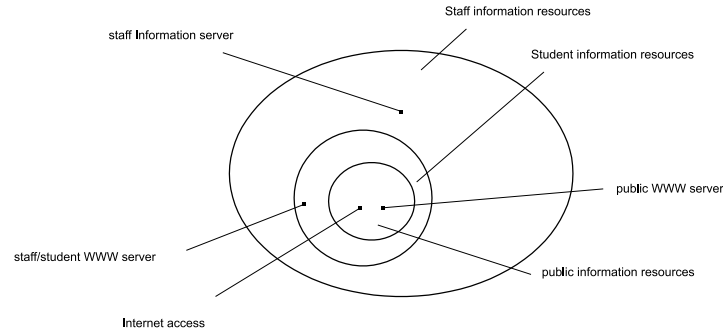 Staff information resources
staff Information server
Student information resources
public WWW server
staff/student WWW server
public information resources
Internet access